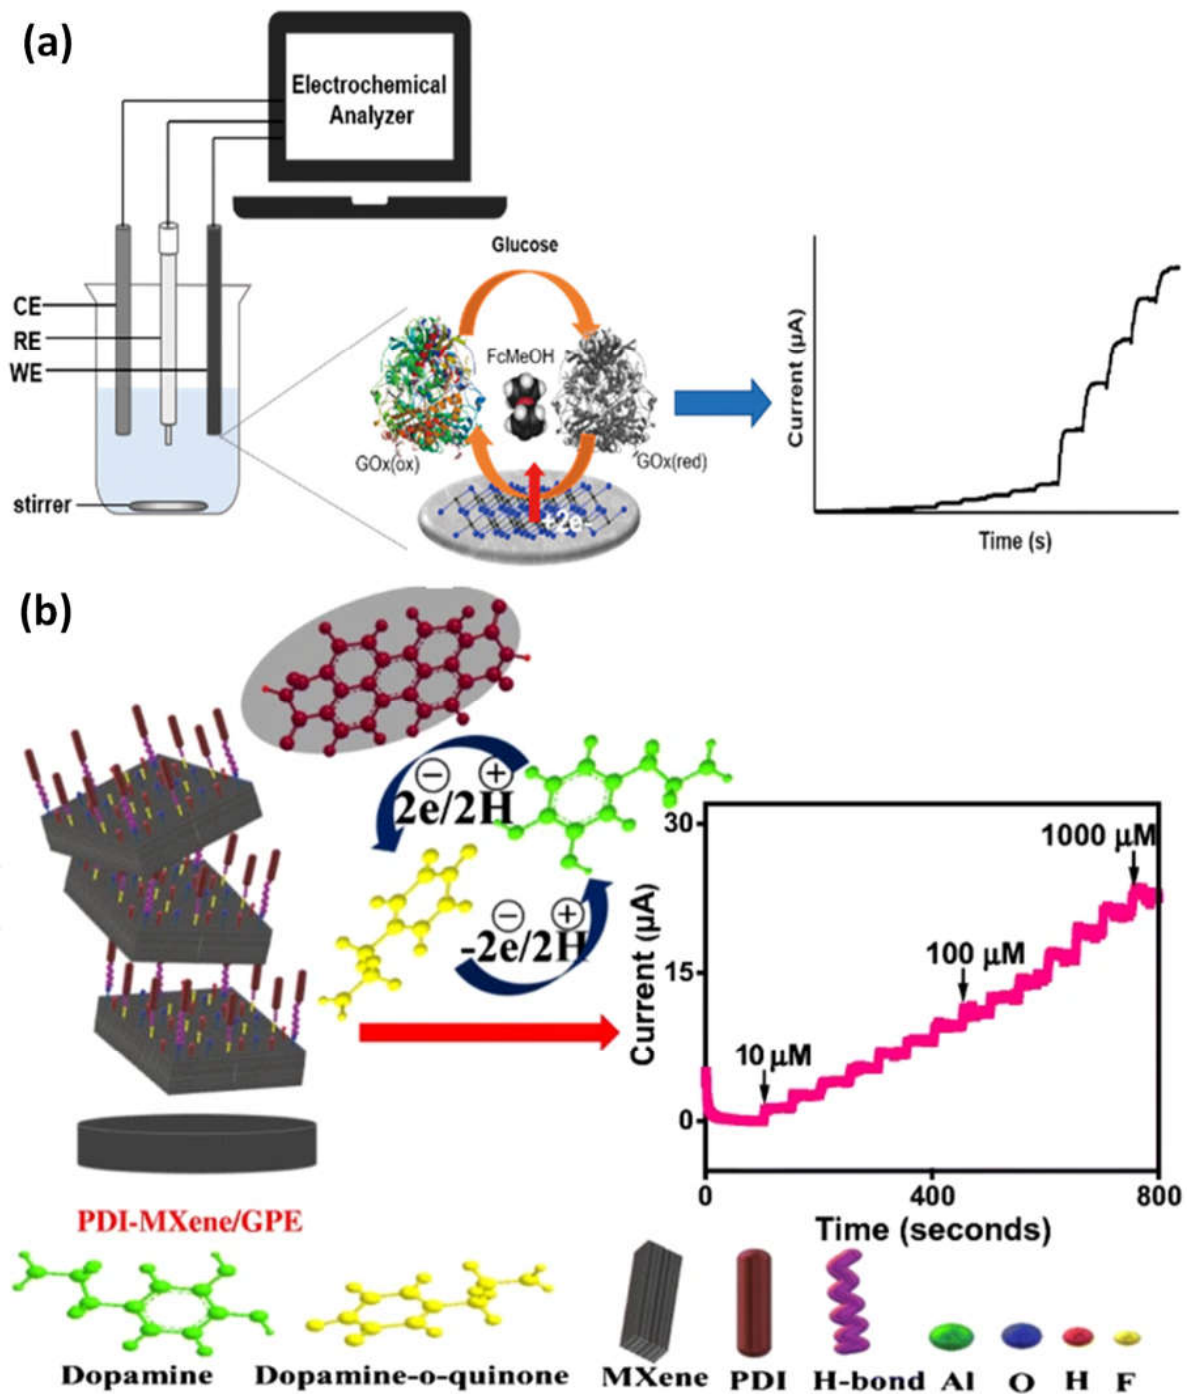 (a)
Electrochemical
Analyzer
CE
RE
WE
stirrer
Glucose
FcMeOH
GOx(ox)
GOx(red)
+2e-
Current (µA)
Time (s)
(b)
2e/2H
-2e/2H
PDI-MXene/GPE
Current (µA)
30
15
0
10 µM
100 µM
1000 µM
0 400 800
Time (seconds)
Dopamine Dopamine-o-quinone MXene PDI H-bond Al O H F